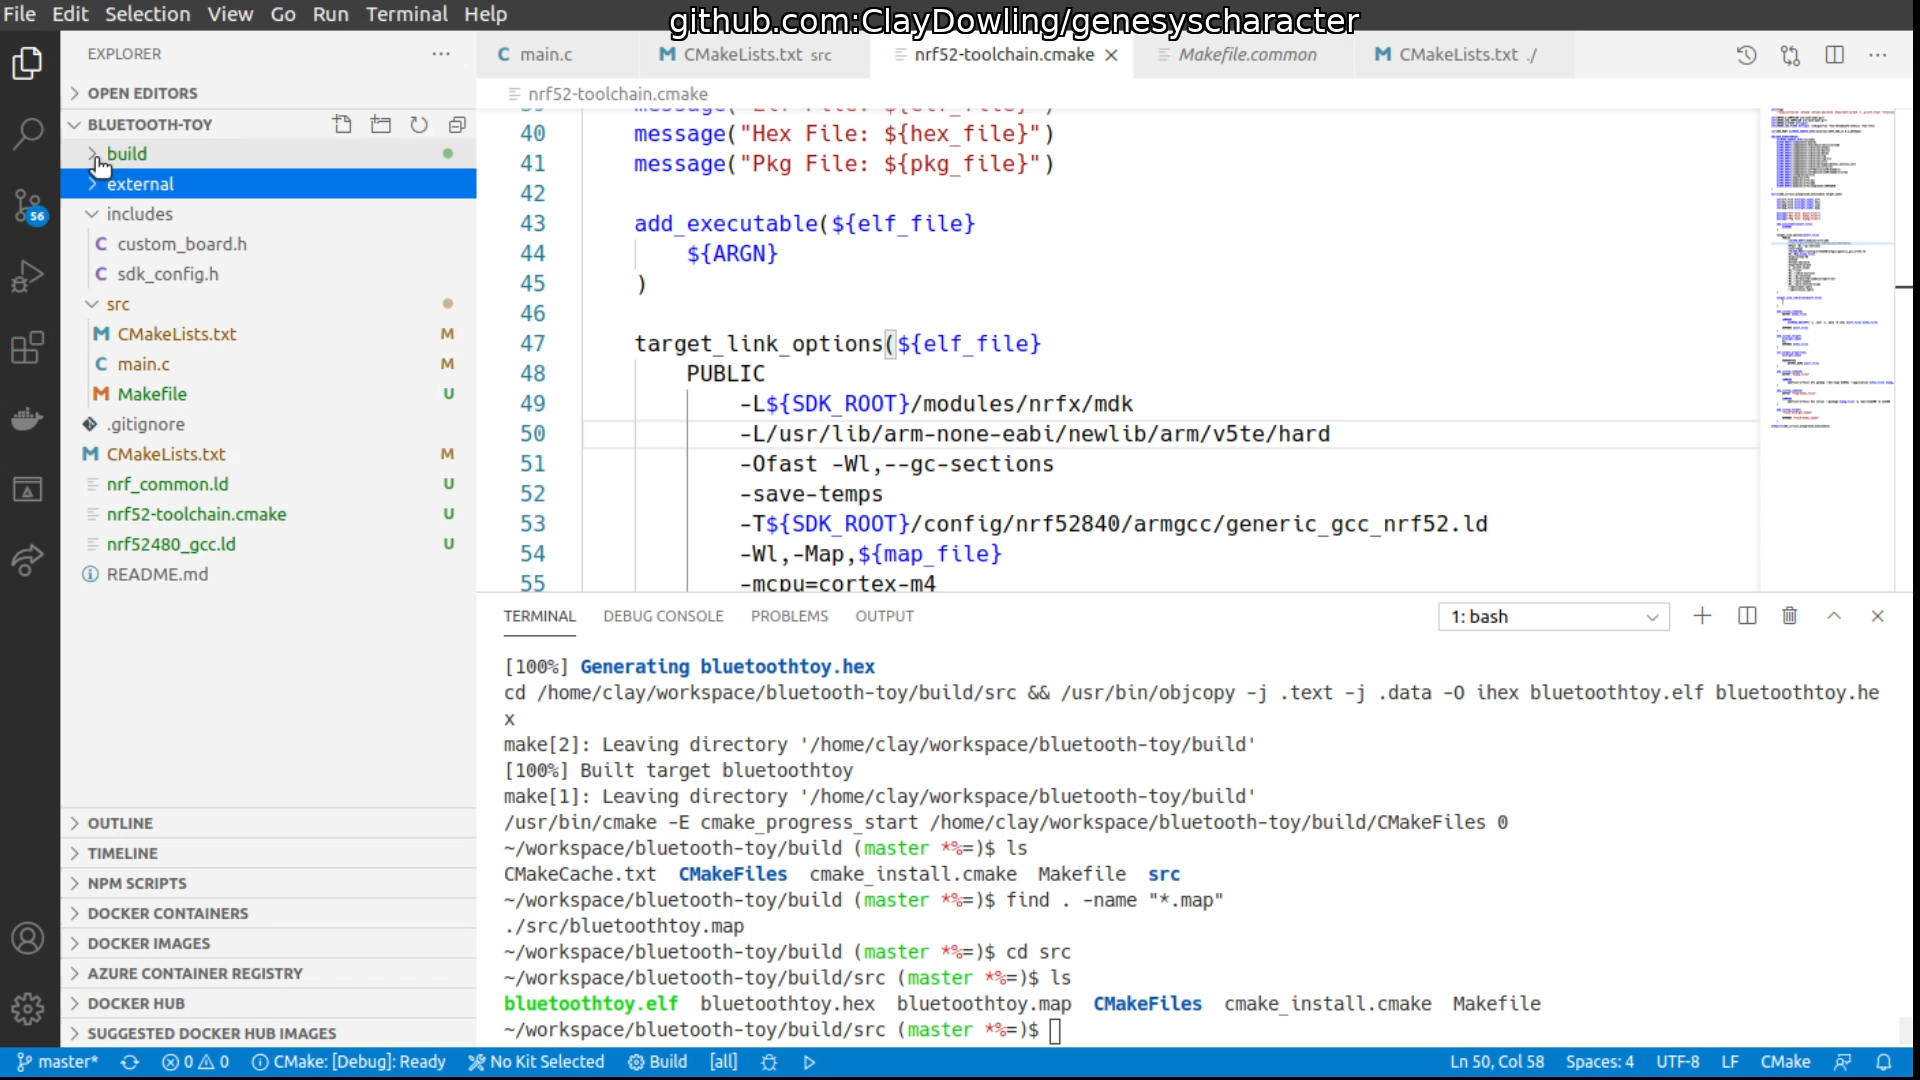 File Edit Selection View Go Run Terminal Help
github.com:ClayDowling/genesyscharacter
EXPLORER
main.c
CMakeLists.txt src
nrf52-toolchain.cmake
Makefile.common
CMakeLists.txt ./
OPEN EDITORS
BLUETOOTH-TOY
build
external
includes
C custom_board.h
C sdk_config.h
src
M CMakeLists.txt M
C main.c M
M Makefile U
.gitignore
M CMakeLists.txt M
nrf_common.ld U
nrf52-toolchain.cmake U
nrf52480_gcc.ld U
README.md
56
OUTLINE
TIMELINE
NPM SCRIPTS
DOCKER CONTAINERS
DOCKER IMAGES
AZURE CONTAINER REGISTRY
DOCKER HUB
SUGGESTED DOCKER HUB IMAGES
nrf52-toolchain.cmake
39 message("Elf File: ${elf_file}")
40 message("Hex File: ${hex_file}")
41 message("Pkg File: ${pkg_file}")
42
43 add_executable(${elf_file}
44 ${ARGN}
45 )
46
47 target_link_options(${elf_file}
48 PUBLIC
49 -L${SDK_ROOT}/modules/nrfx/mdk
50 -L/usr/lib/arm-none-eabi/newlib/arm/v5te/hard
51 -Ofast -Wl,--gc-sections
52 -save-temps
53 -T${SDK_ROOT}/config/nrf52840/armgcc/generic_gcc_nrf52.ld
54 -Wl,-Map,${map_file}
55 -mcpu=cortex-m4
TERMINAL DEBUG CONSOLE PROBLEMS OUTPUT
1: bash
[100%] Generating bluetoothtoy.hex
cd /home/clay/workspace/bluetooth-toy/build/src && /usr/bin/objcopy -j .text -j .data -O ihex bluetoothtoy.elf bluetoothtoy.he
x
make[2]: Leaving directory '/home/clay/workspace/bluetooth-toy/build'
[100%] Built target bluetoothtoy
make[1]: Leaving directory '/home/clay/workspace/bluetooth-toy/build'
/usr/bin/cmake -E cmake_progress_start /home/clay/workspace/bluetooth-toy/build/CMakeFiles 0
~/workspace/bluetooth-toy/build (master *%=)$ ls
CMakeCache.txt CMakeFiles cmake_install.cmake Makefile src
~/workspace/bluetooth-toy/build (master *%=)$ find . -name "*.map"
./src/bluetoothtoy.map
~/workspace/bluetooth-toy/build (master *%=)$ cd src
~/workspace/bluetooth-toy/build/src (master *%=)$ ls
bluetoothtoy.elf bluetoothtoy.hex bluetoothtoy.map CMakeFiles cmake_install.cmake Makefile
~/workspace/bluetooth-toy/build/src (master *%=)$
master* 0 0 CMake: [Debug]: Ready No Kit Selected Build [all] Ln 50, Col 58 Spaces: 4 UTF-8 LF CMake